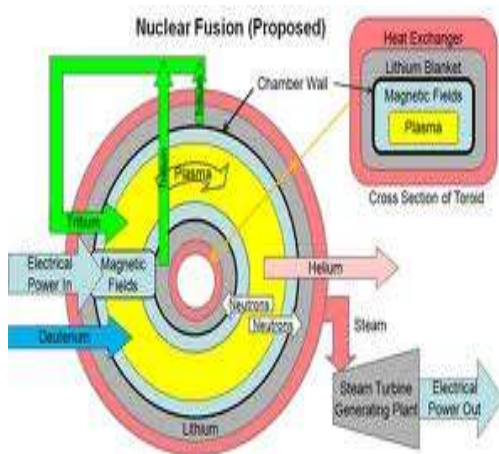 Nuclear Fusion (Proposed)
Heat Exchanger
Lithium Blanket
Magnetic Fields
Plasma
Cross Section of Toroid
Chamber Wall
Plasma
Tritium
Electrical
Power In
Magnetic
Fields
Deuterium
Helium
Neutrons
Neutrons
Steam
Lithium
Steam Turbine
Generating Plant
Electrical
Power Out